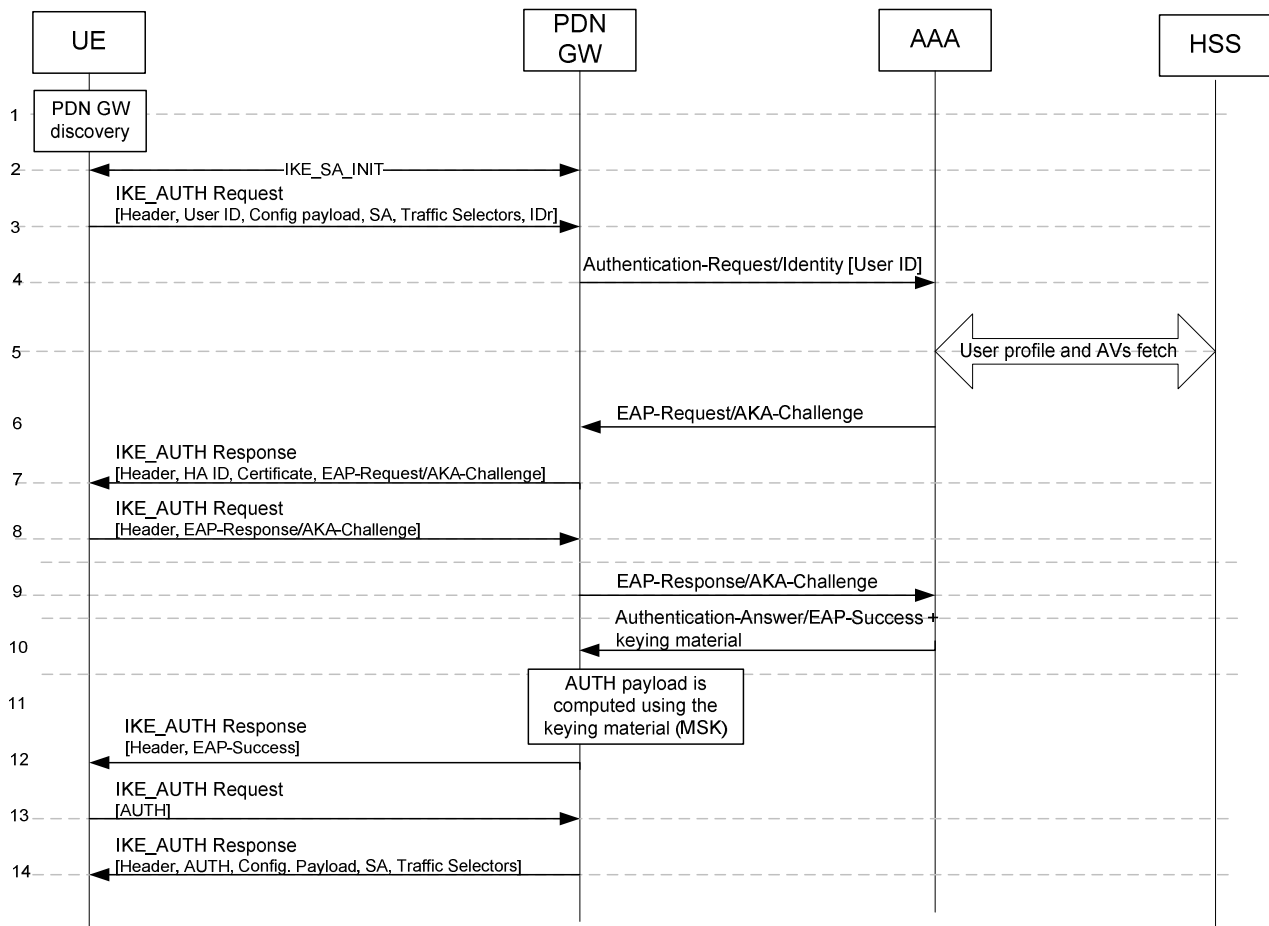 UE
PDN
GW
AAA
HSS
1
PDN GW
discovery
2
IKE_SA_INIT
IKE_AUTH Request
[Header, User ID, Config payload, SA, Traffic Selectors, IDr]
3
4
Authentication-Request/Identity [User ID]
5
User profile and AVs fetch
6
EAP-Request/AKA-Challenge
IKE_AUTH Response
[Header, HA ID, Certificate, EAP-Request/AKA-Challenge]
7
IKE_AUTH Request
[Header, EAP-Response/AKA-Challenge]
8
9
EAP-Response/AKA-Challenge
Authentication-Answer/EAP-Success +
keying material
10
AUTH payload is
computed using the
keying material (MSK)
11
IKE_AUTH Response
[Header, EAP-Success]
12
IKE_AUTH Request
[AUTH]
13
IKE_AUTH Response
[Header, AUTH, Config. Payload, SA, Traffic Selectors]
14